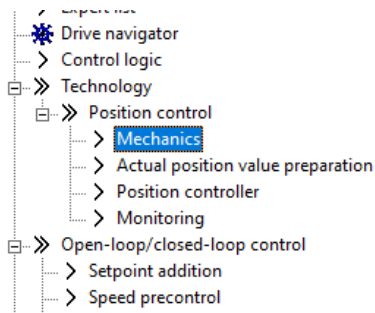 Drive navigator
Control logic
Technology
Position control
Mechanics
Actual position value preparation
Position controller
Monitoring
Open-loop/closed-loop control
Setpoint addition
Speed precontrol